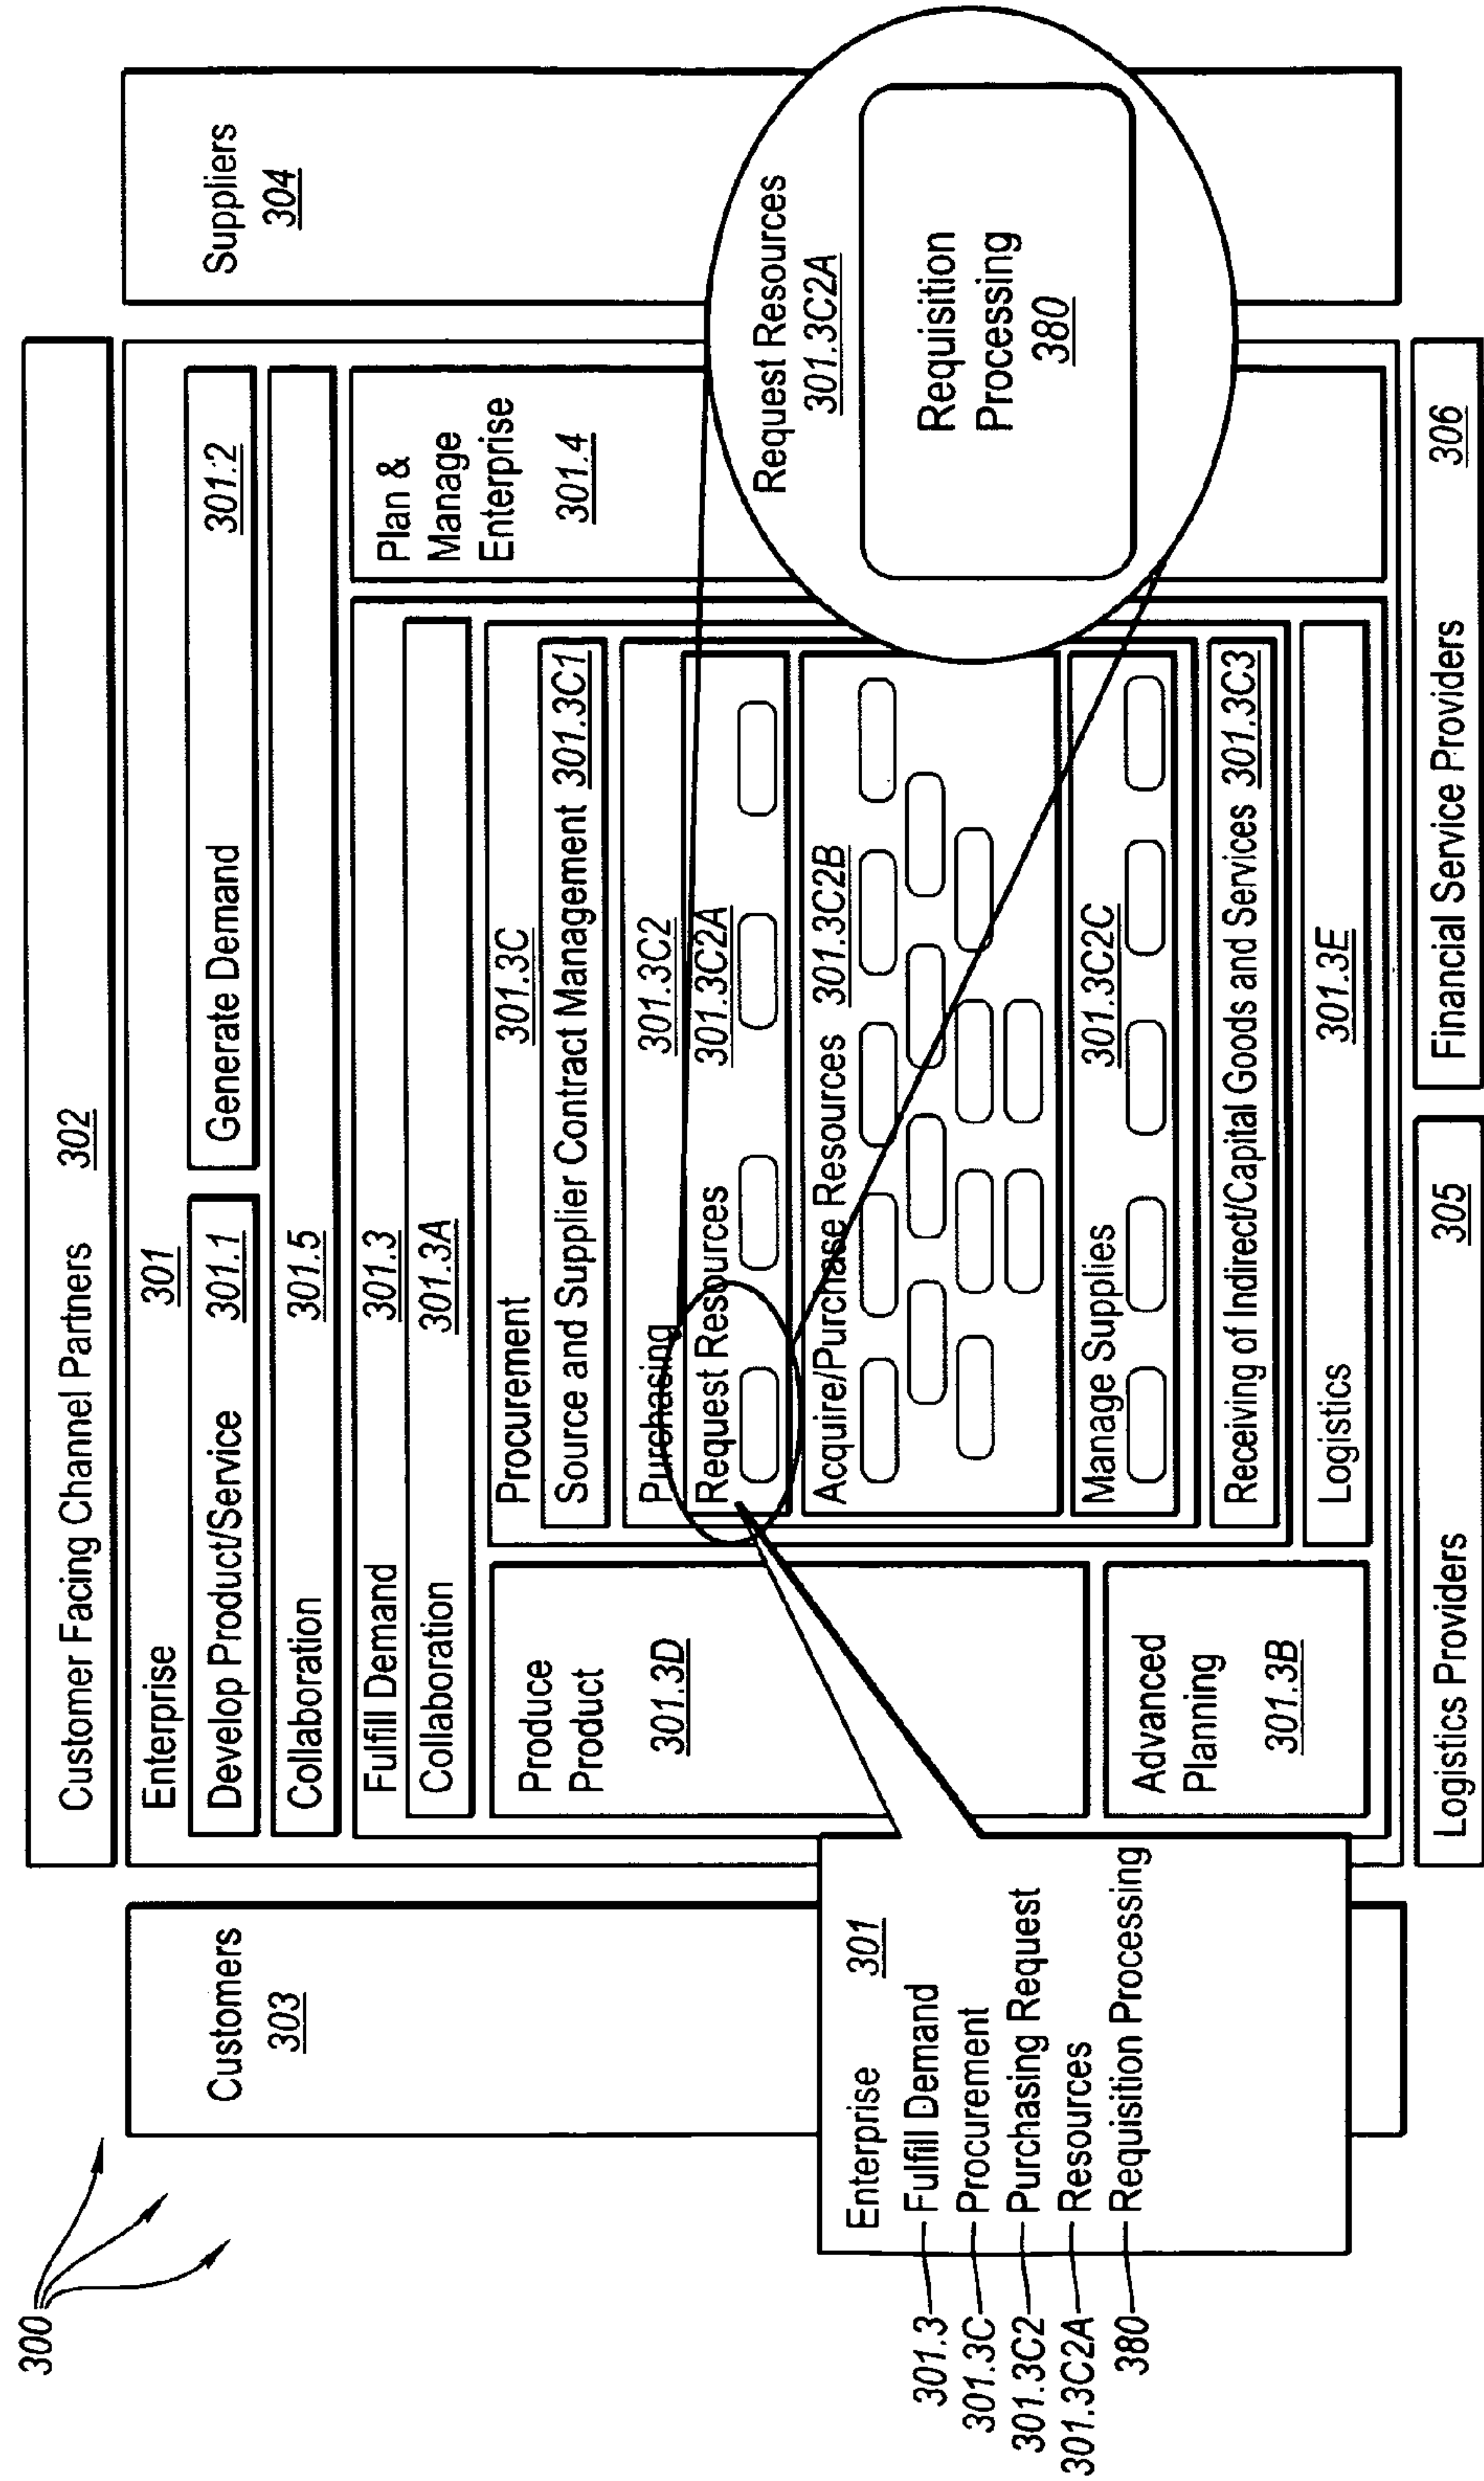 300
Customer Facing Channel Partners 302
Customers
303
Enterprise 301
Develop Product/Service 301.1
Generate Demand 301.2
Collaboration 301.5
Fulfill Demand 301.3
Collaboration 301.3A
Plan &
Manage
Enterprise
301.4
Suppliers
304
Produce
Product
301.3D
Advanced
Planning
301.3B
Procurement 301.3C
Source and Supplier Contract Management 301.3C1
Purchasing 301.3C2
Request Resources 301.3C2A
Acquire/Purchase Resources 301.3C2B
Manage Supplies 301.3C2C
Receiving of Indirect/Capital Goods and Services 301.3C3
Logistics 301.3E
Request Resources
301.3C2A
Requisition
Processing
380
Enterprise 301
301.3 Fulfill Demand
301.3C Procurement
301.3C2 Purchasing Request
301.3C2A Resources
380 Requisition Processing
Logistics Providers 305
Financial Service Providers 306